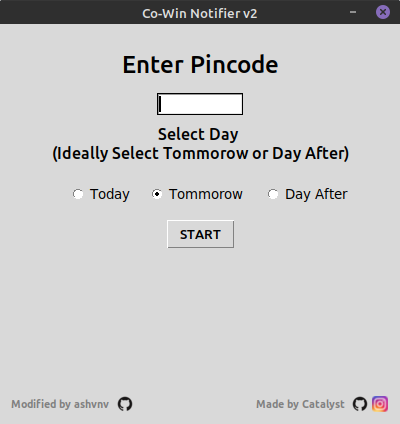 Co-Win Notifier v2
Enter Pincode
Select Day
(Ideally Select Tommorow or Day After)
Today Tommorow Day After
START
Modified by ashvnv Made by Catalyst